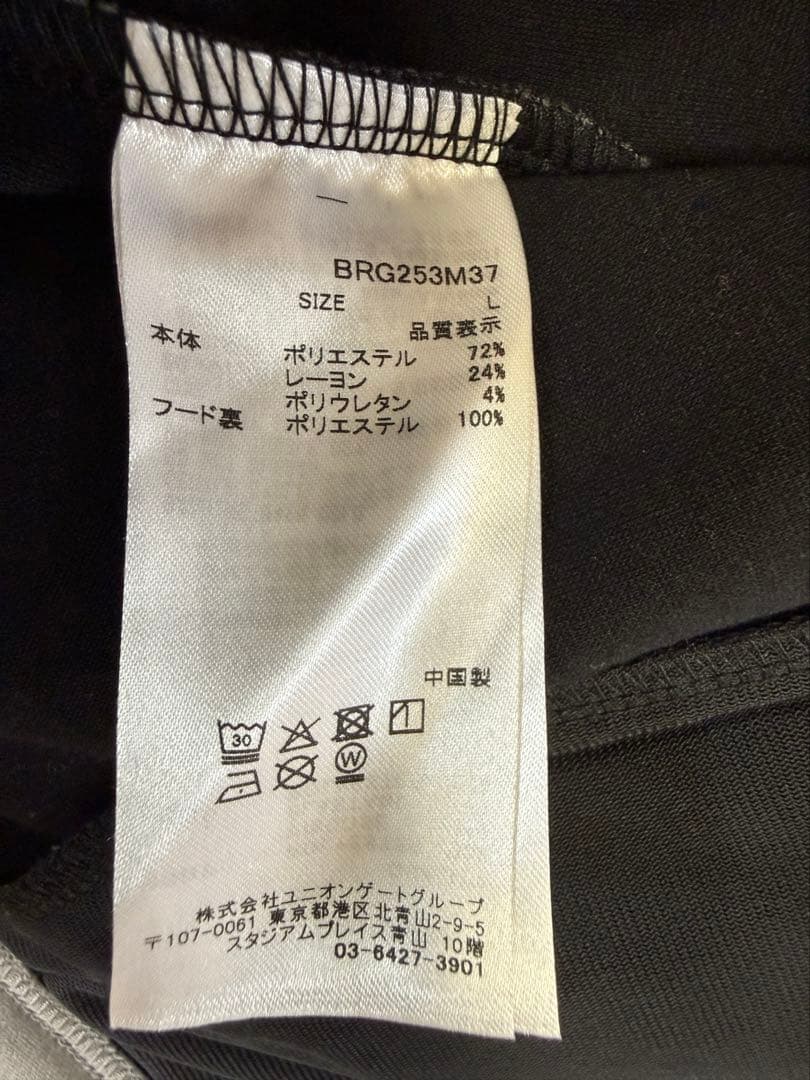 BRG253M37
SIZE L
品質表示
本体 ポリエステル 72%
レーヨン 24%
ポリウレタン 4%
フード裏 ポリエステル 100%
中国製
30
W
株式会社ユニオンゲートグループ
〒107-0061 東京都港区北青山2-9-5
スタジアムプレイス青山 10階
03-6427-3901